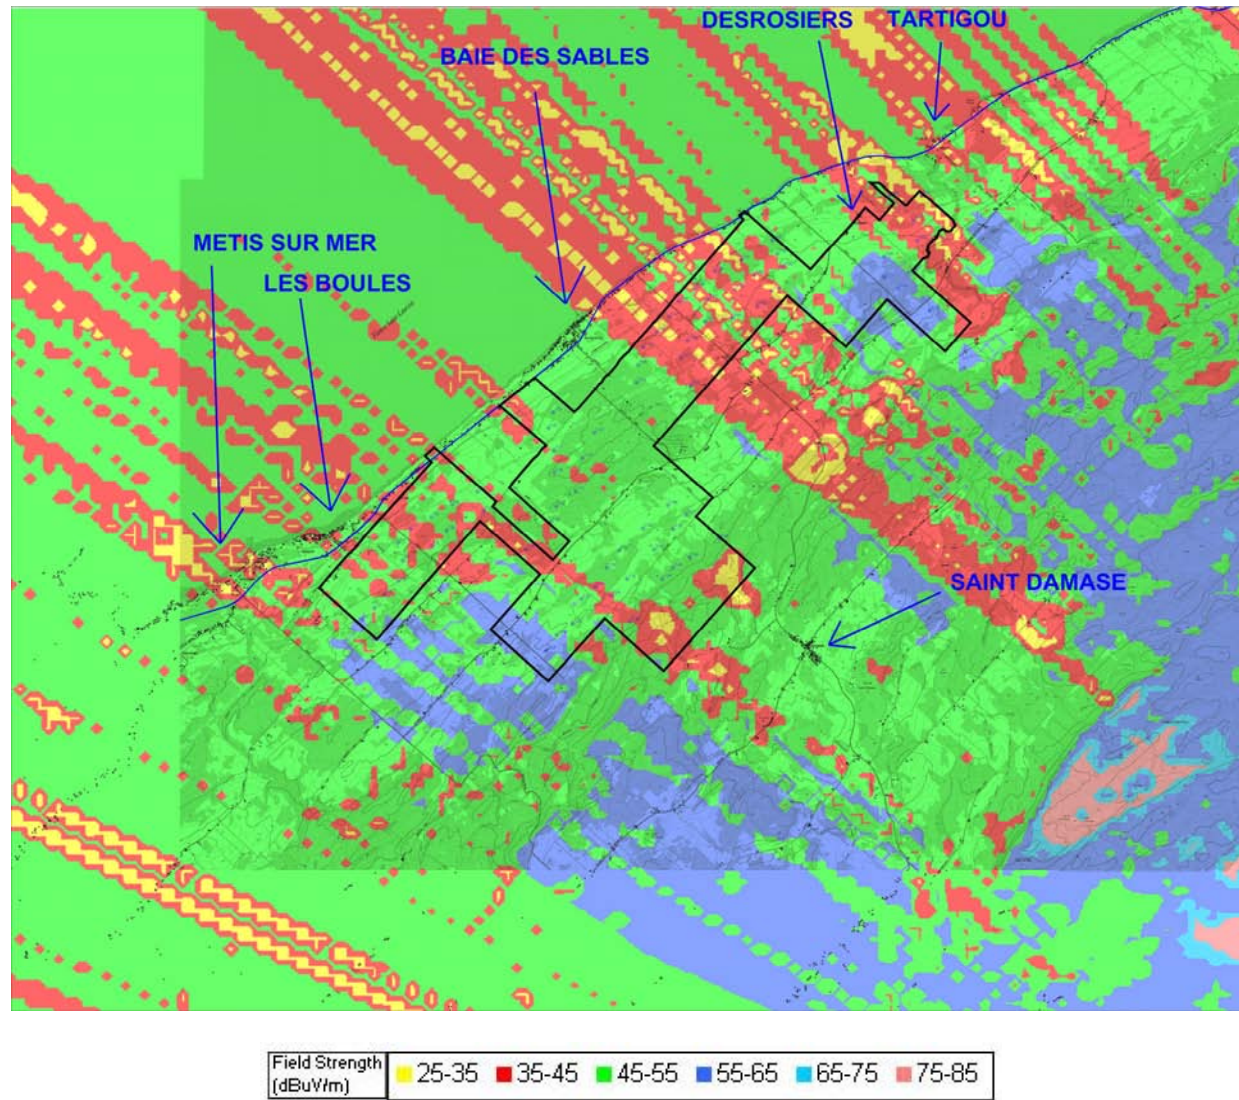 DESROSIERS
TARTIGOU
BAIE DES SABLES
METIS SUR MER
LES BOULES
SAINT DAMASE
Field Strength
(dBuV/m)
25-35
35-45
45-55
55-65
65-75
75-85